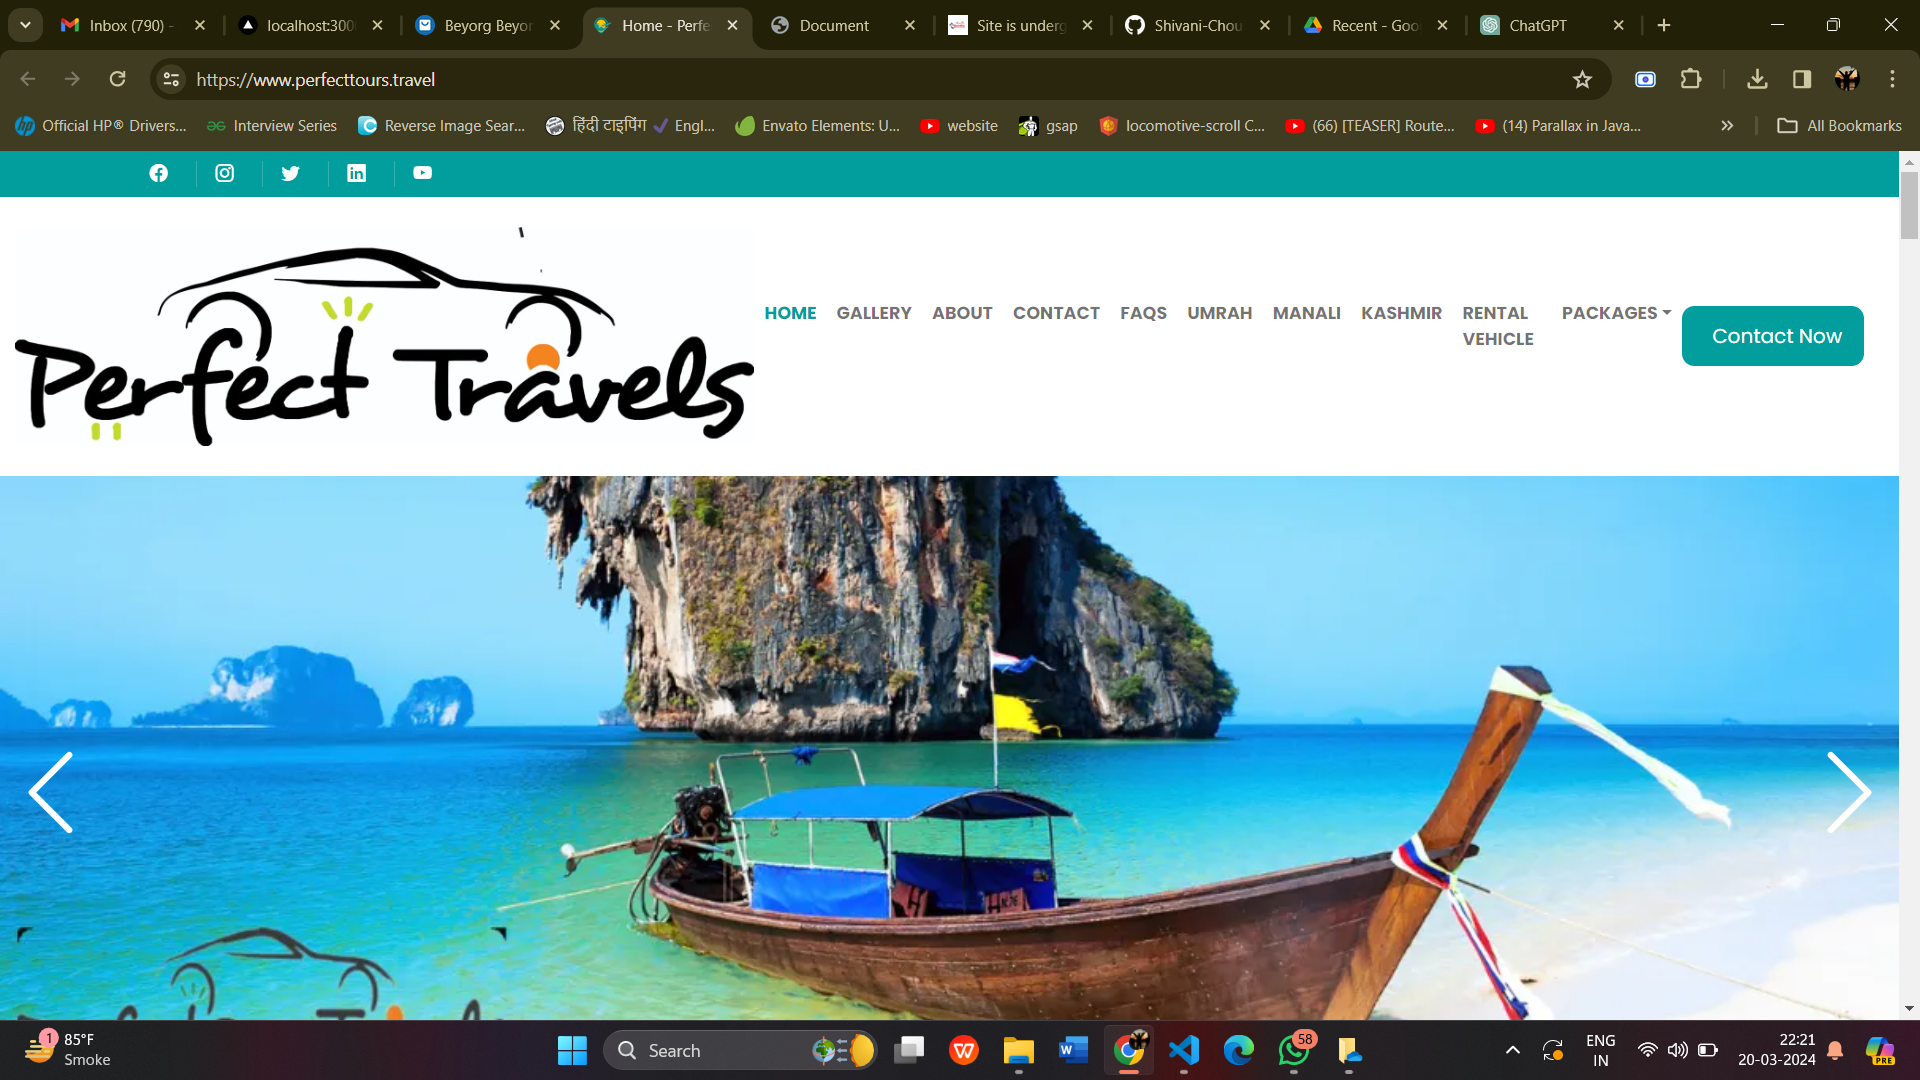 Inbox (790) -
localhost:300
Beyorg Beyor
Home - Perfe
Document
Site is underg
Shivani-Chou
Recent - Goo
ChatGPT
https://www.perfecttours.travel
Official HP® Drivers...
Interview Series
Reverse Image Sear...
हिंदी टाइपिंग ✓ Engl...
Envato Elements: U...
website
gsap
locomotive-scroll C...
(66) [TEASER] Route...
(14) Parallax in Java...
All Bookmarks
Perfect Travels
HOME
GALLERY
ABOUT
CONTACT
FAQS
UMRAH
MANALI
KASHMIR
RENTAL
VEHICLE
PACKAGES
Contact Now
1
85°F
Smoke
Search
58
ENG
IN
22:21
20-03-2024
PRE